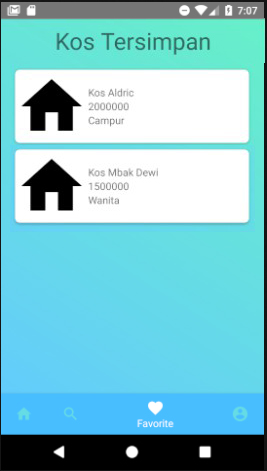 7:07
Kos Tersimpan
Kos Aldric
2000000
Campur
Kos Mbak Dewi
1500000
Wanita
Favorite